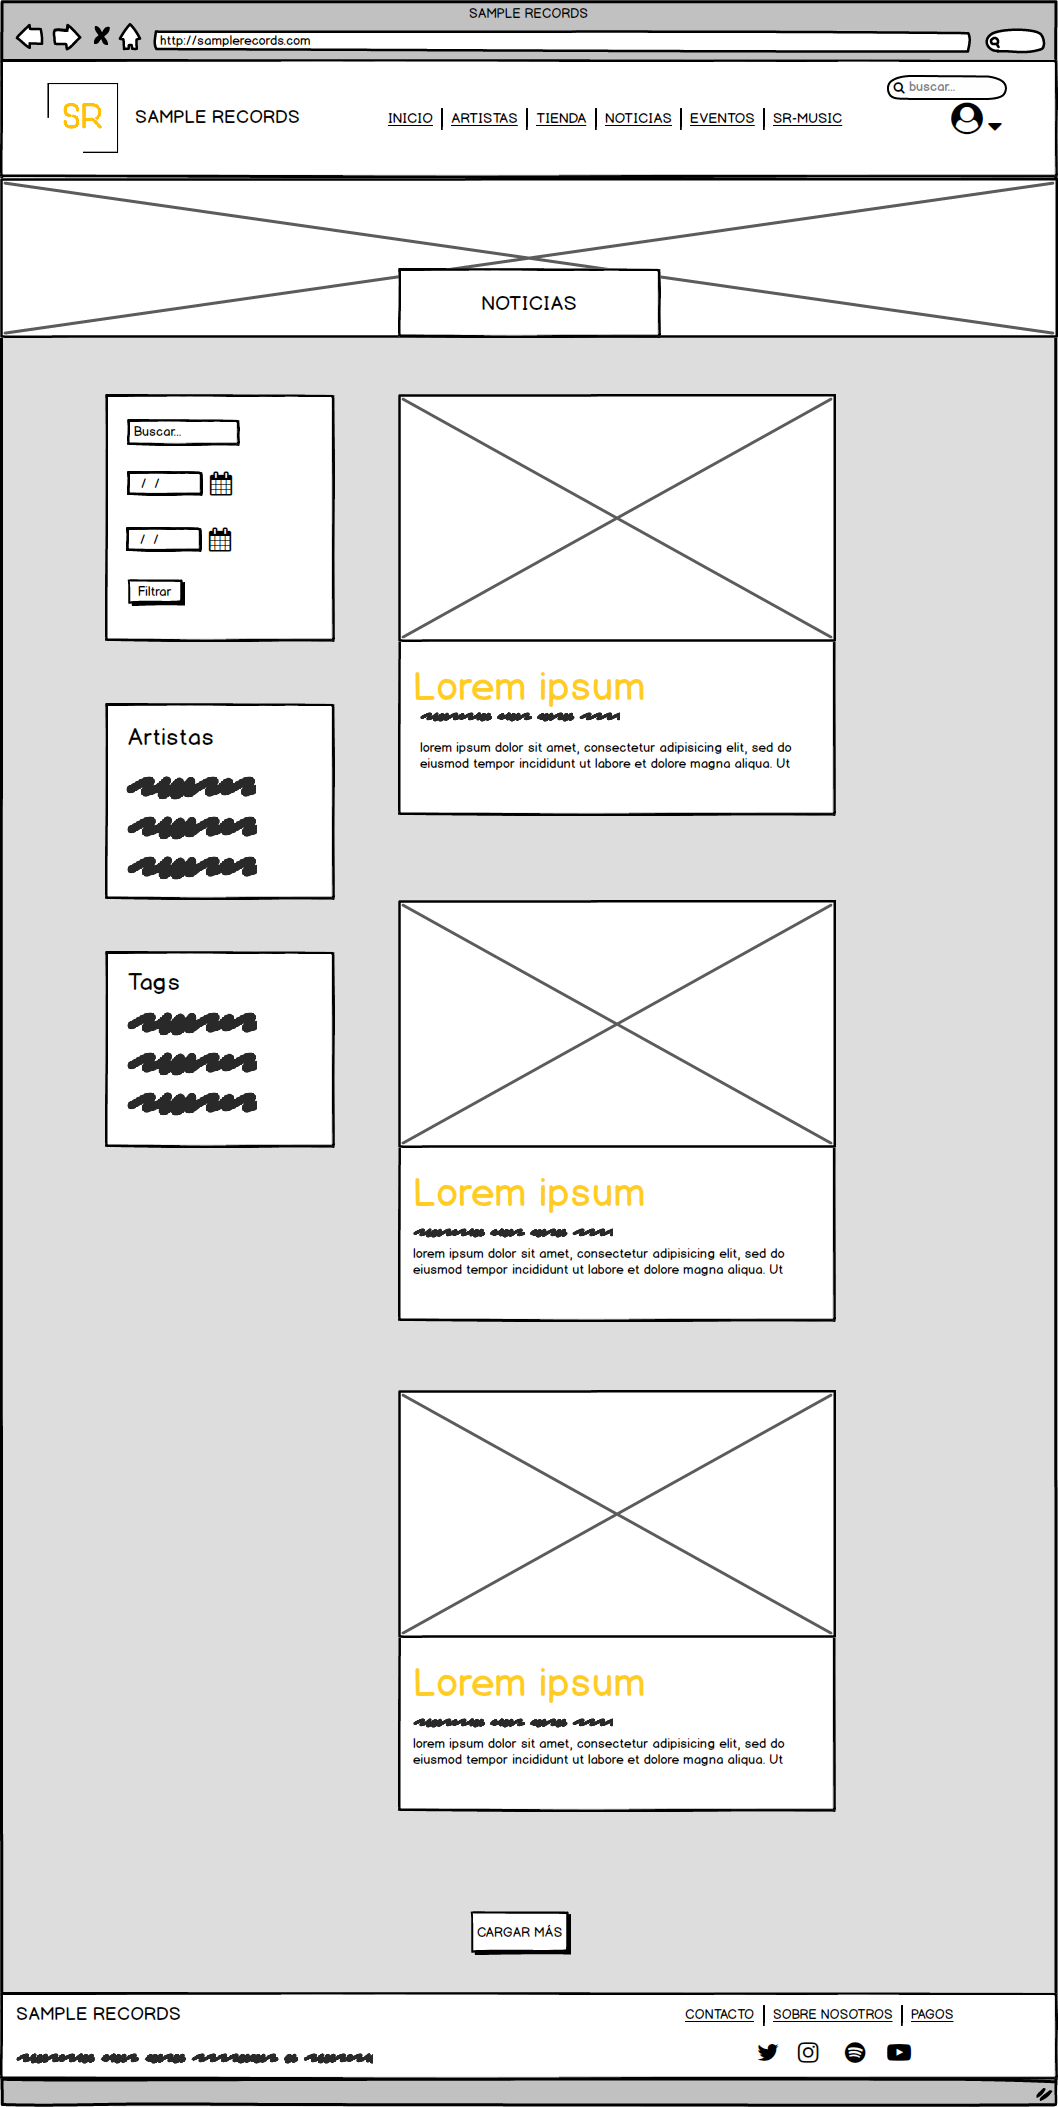 SAMPLE RECORDS
http://samplerecords.com
buscar...
SR
SAMPLE RECORDS
INICIO
ARTISTAS
TIENDA
NOTICIAS
EVENTOS
SR-MUSIC
NOTICIAS
Buscar...
/ /
/ /
Filtrar
Artistas
Tags
Lorem ipsum
lorem ipsum dolor sit amet, consectetur adipisicing elit, sed do
eiusmod tempor incididunt ut labore et dolore magna aliqua. Ut
Lorem ipsum
lorem ipsum dolor sit amet, consectetur adipisicing elit, sed do
eiusmod tempor incididunt ut labore et dolore magna aliqua. Ut
Lorem ipsum
lorem ipsum dolor sit amet, consectetur adipisicing elit, sed do
eiusmod tempor incididunt ut labore et dolore magna aliqua. Ut
CARGAR MÁS
SAMPLE RECORDS
CONTACTO
SOBRE NOSOTROS
PAGOS